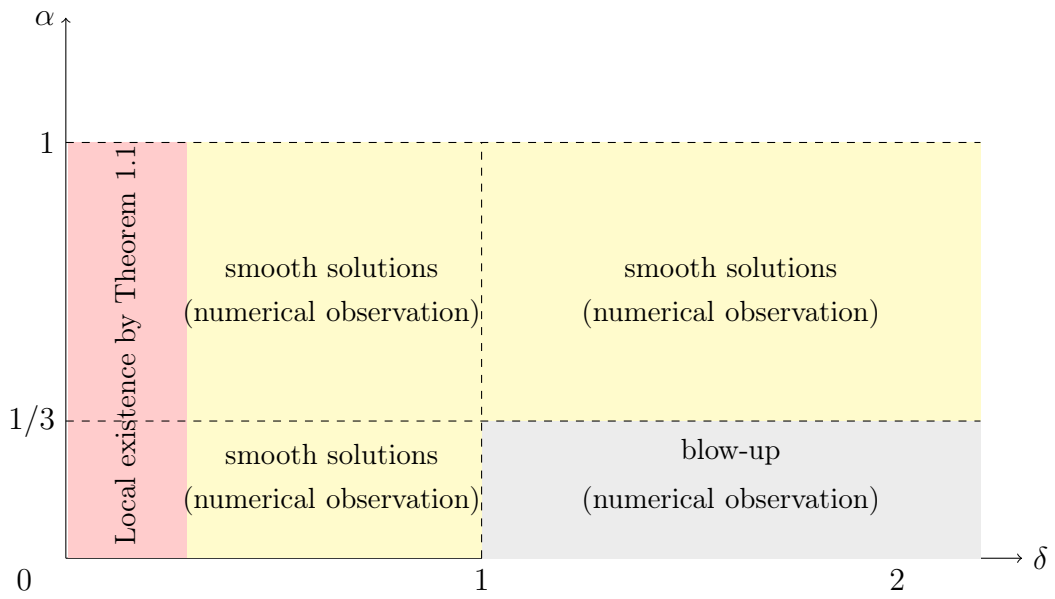 α
1
Local existence by Theorem 1.1
smooth solutions
(numerical observation)
smooth solutions
(numerical observation)
1/3
smooth solutions
(numerical observation)
blow-up
(numerical observation)
δ
0
1
2